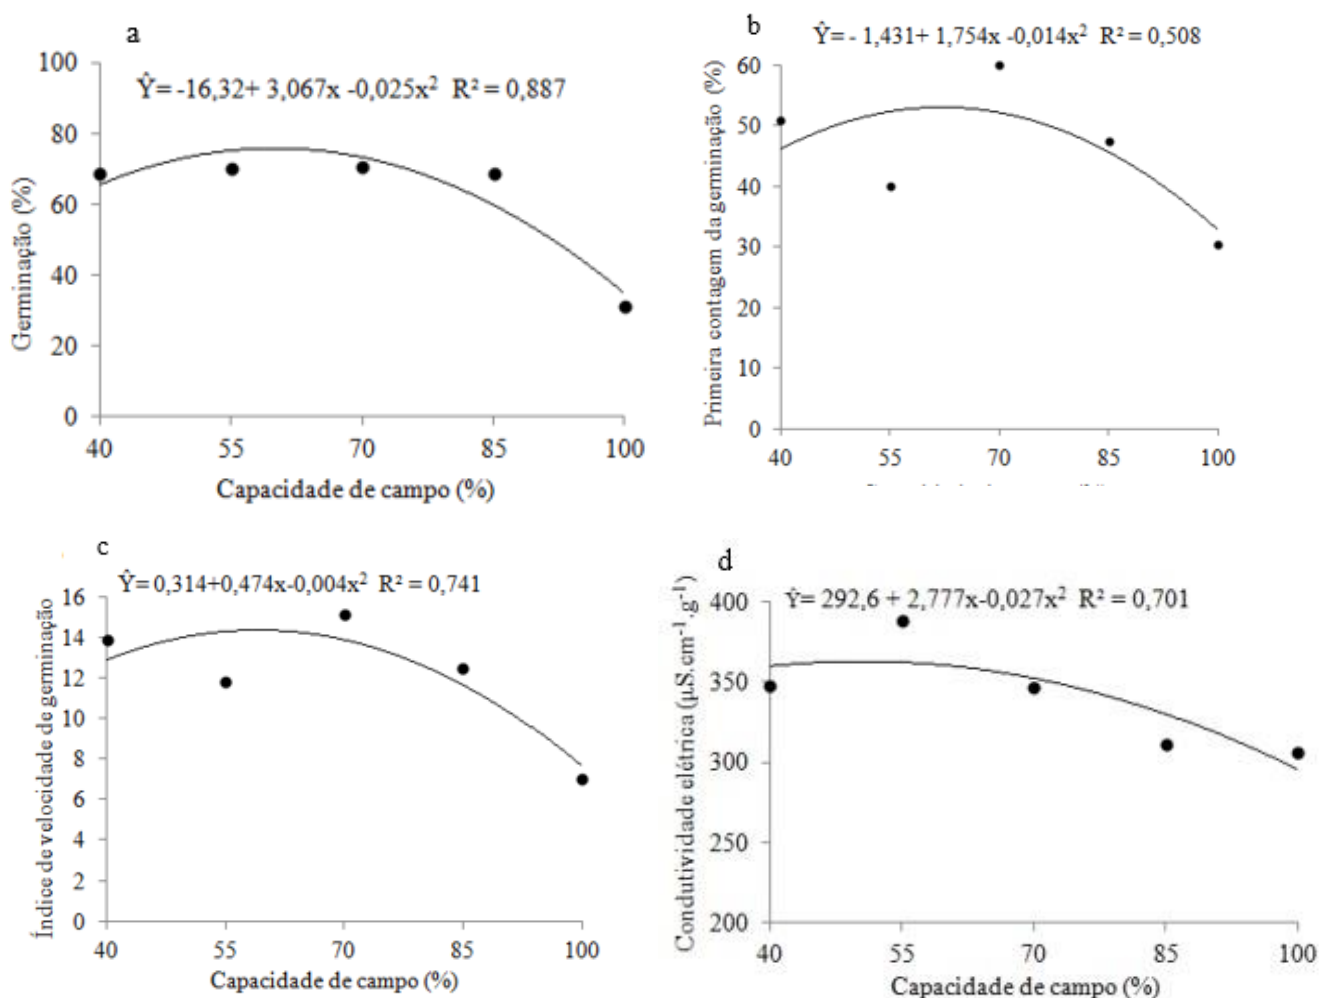 a
Ŷ= -16,32+ 3,067x -0,025x² R² = 0,887
Germinação (%)
100
80
60
40
20
0
40 55 70 85 100
Capacidade de campo (%)
b
Ŷ= - 1,431+ 1,754x -0,014x² R² = 0,508
Primeira contagem da germinação (%)
60
50
40
30
20
10
0
40 55 70 85 100
c
Ŷ= 0,314+0,474x-0,004x² R² = 0,741
Índice de velocidade de germinação
16
14
12
10
8
6
4
2
0
40 55 70 85 100
Capacidade de campo (%)
d
Ŷ= 292,6 + 2,777x-0,027x² R² = 0,701
Condutividade elétrica (µS.cm⁻¹.g⁻¹)
400
350
300
250
200
40 55 70 85 100
Capacidade de campo (%)